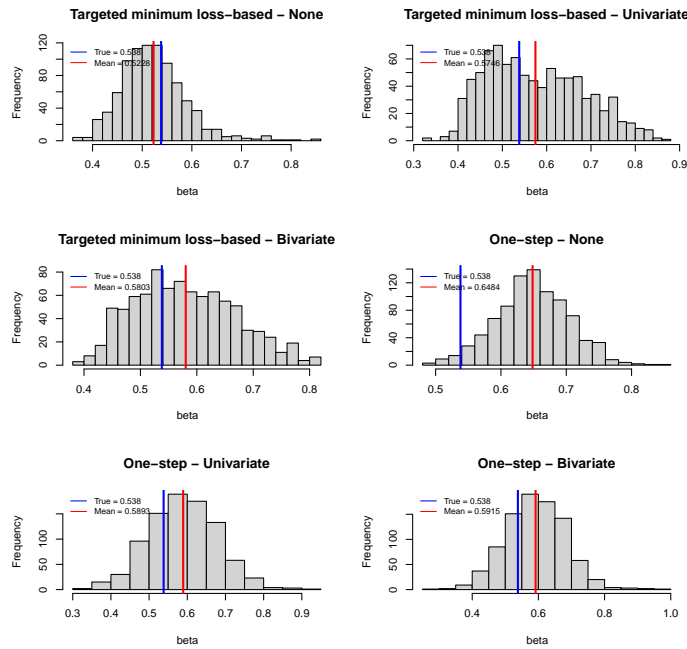 Targeted minimum loss−based − None
True = 0.538
Mean = 0.5228
Frequency
0 40 80 120
0.4 0.5 0.6 0.7 0.8
beta
Targeted minimum loss−based − Univariate
True = 0.538
Mean = 0.5746
Frequency
0 20 40 60
0.3 0.4 0.5 0.6 0.7 0.8 0.9
beta
Targeted minimum loss−based − Bivariate
True = 0.538
Mean = 0.5803
Frequency
0 20 40 60 80
0.4 0.5 0.6 0.7 0.8
beta
One−step − None
True = 0.538
Mean = 0.6484
Frequency
0 40 80 120
0.5 0.6 0.7 0.8
beta
One−step − Univariate
True = 0.538
Mean = 0.5893
Frequency
0 50 150
0.3 0.4 0.5 0.6 0.7 0.8 0.9
beta
One−step − Bivariate
True = 0.538
Mean = 0.5915
Frequency
0 50 150
0.4 0.6 0.8 1.0
beta